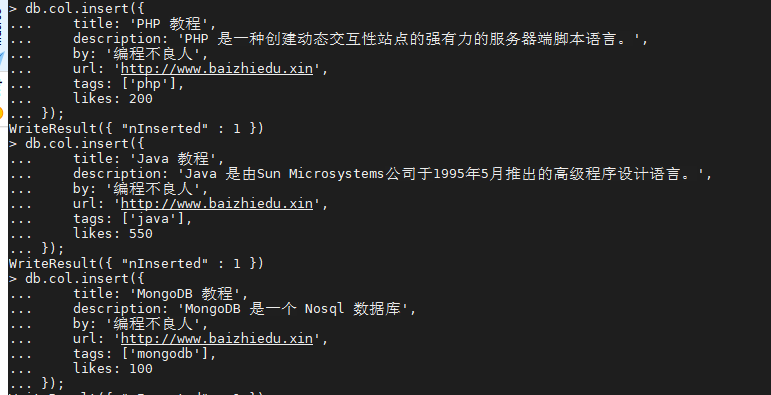 > db.col.insert({
...     title: 'PHP 教程',
...     description: 'PHP 是一种创建动态交互性站点的强有力的服务器端脚本语言。',
...     by: '编程不良人',
...     url: 'http://www.baizhiedu.xin',
...     tags: ['php'],
...     likes: 200
... });
WriteResult({ "nInserted" : 1 })
> db.col.insert({
...     title: 'Java 教程',
...     description: 'Java 是由Sun Microsystems公司于1995年5月推出的高级程序设计语言。',
...     by: '编程不良人',
...     url: 'http://www.baizhiedu.xin',
...     tags: ['java'],
...     likes: 550
... });
WriteResult({ "nInserted" : 1 })
> db.col.insert({
...     title: 'MongoDB 教程',
...     description: 'MongoDB 是一个 Nosql 数据库',
...     by: '编程不良人',
...     url: 'http://www.baizhiedu.xin',
...     tags: ['mongodb'],
...     likes: 100
... });